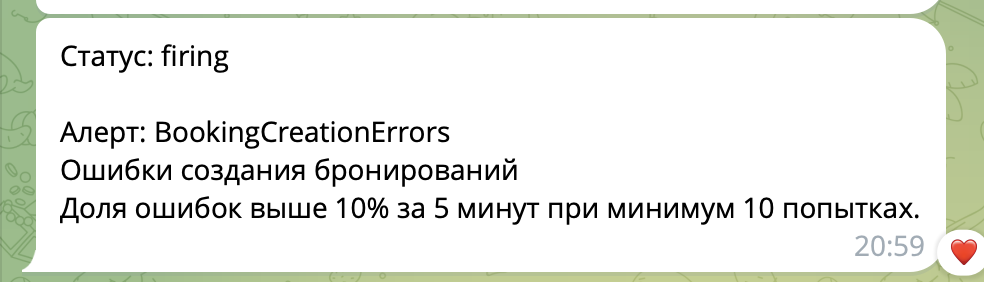 Статус: firing
Алерт: BookingCreationErrors
Ошибки создания бронирований
Доля ошибок выше 10% за 5 минут при минимум 10 попытках.
20:59